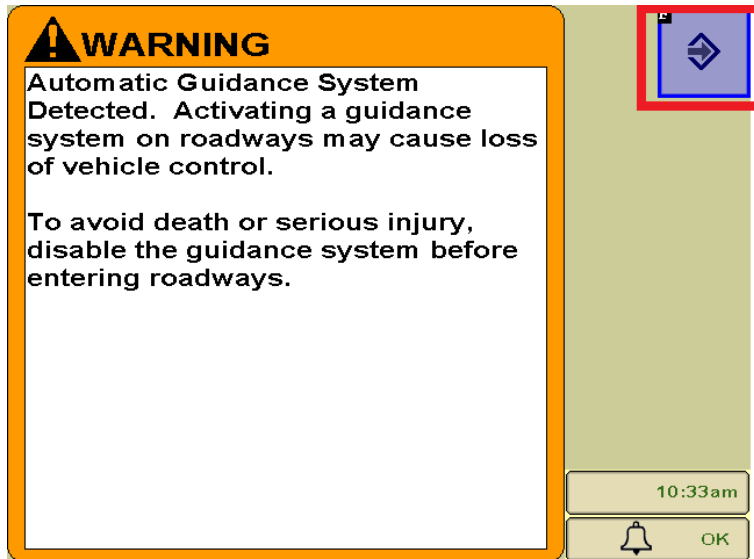 WARNING
Automatic Guidance System
Detected. Activating a guidance
system on roadways may cause loss
of vehicle control.
To avoid death or serious injury,
disable the guidance system before
entering roadways.
10:33am
OK